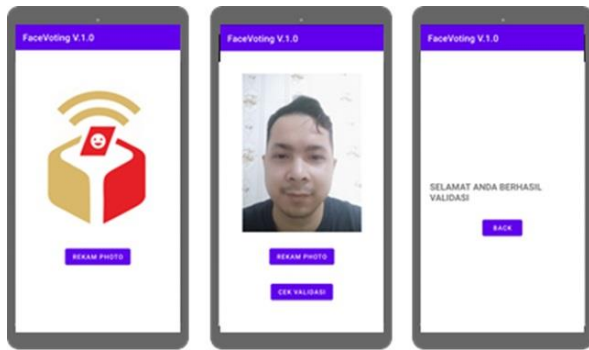 FaceVoting V.1.0
REKAM PHOTO
FaceVoting V.1.0
REKAM PHOTO
CEK VALIDASI
FaceVoting V.1.0
SELAMAT ANDA BERHASIL
VALIDASI
BACK